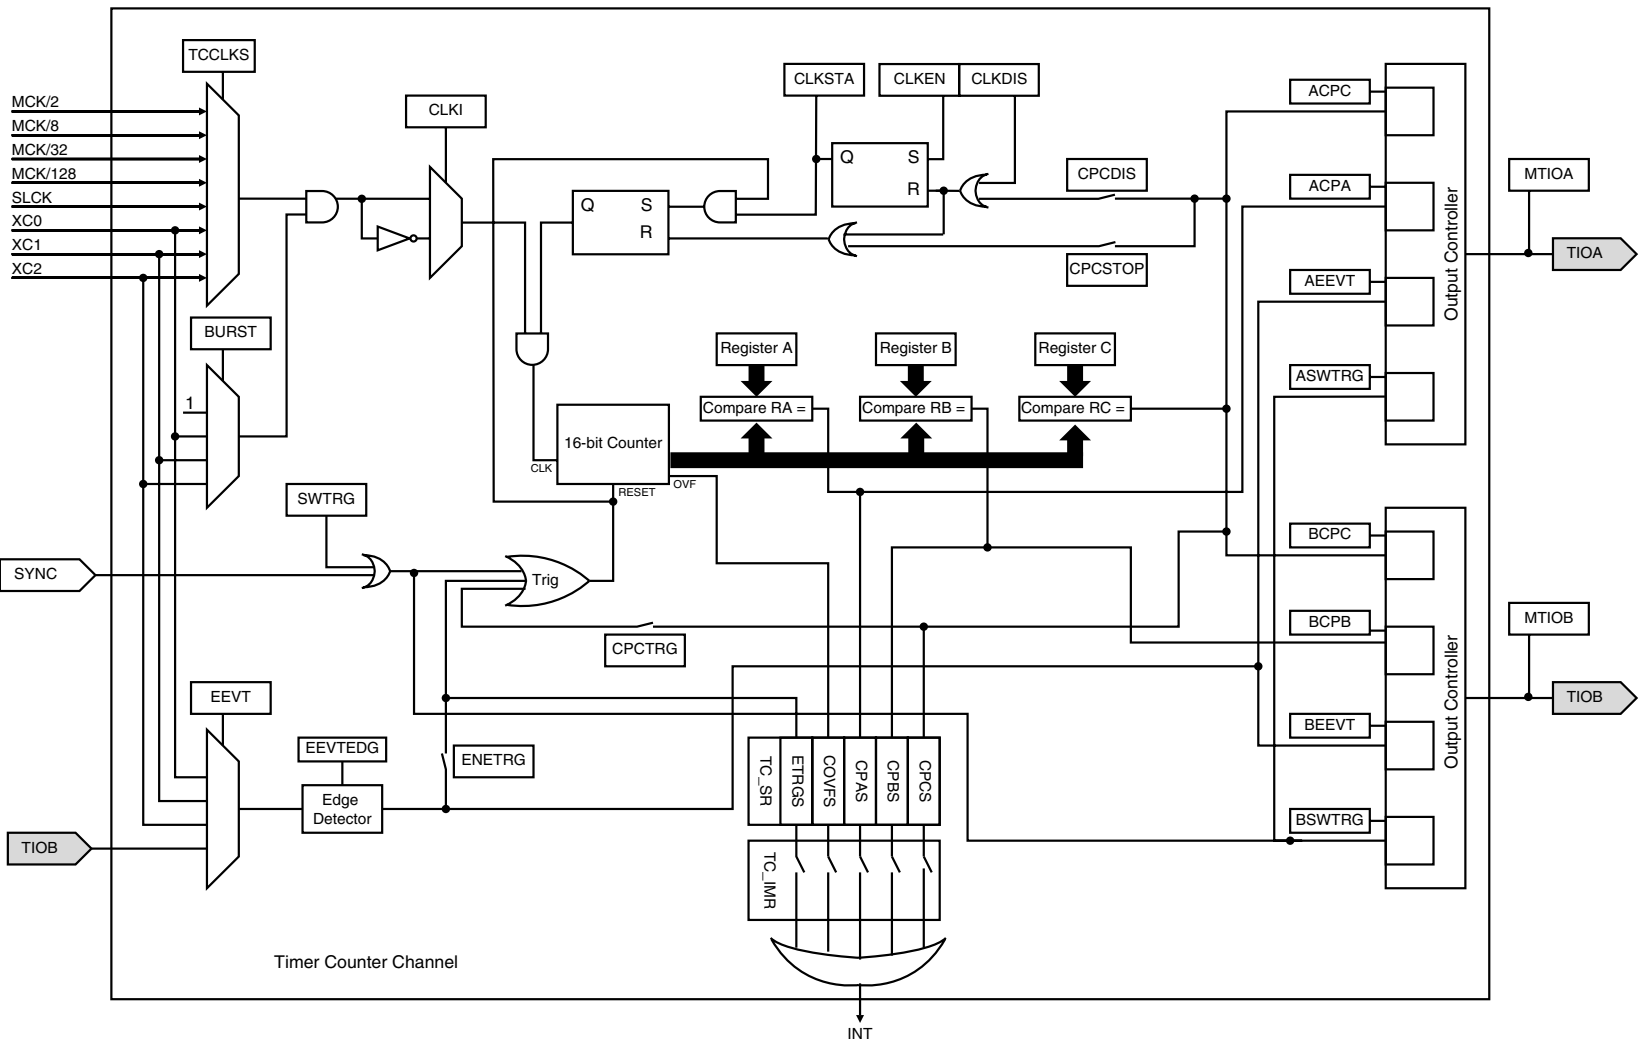 TCCLKS
MCK/2
MCK/8
MCK/32
MCK/128
SLCK
XC0
XC1
XC2
CLKI
CLKSTA
CLKEN
CLKDIS
Q
S
R
Q
S
R
CPCDIS
CPCSTOP
ACPC
ACPA
AEEVT
ASWTRG
Output Controller
MTIOA
TIOA
BURST
1
Register A
Register B
Register C
Compare RA =
Compare RB =
Compare RC =
16-bit Counter
CLK
RESET
OVF
SWTRG
SYNC
Trig
CPCTRG
BCPC
BCPB
BEEVT
BSWTRG
Output Controller
MTIOB
TIOB
EEVT
EEVTEDG
Edge
Detector
ENETRG
TIOB
TC_SR
ETRGS
COVFS
CPAS
CPBS
CPCS
TC_IMR
Timer Counter Channel
INT